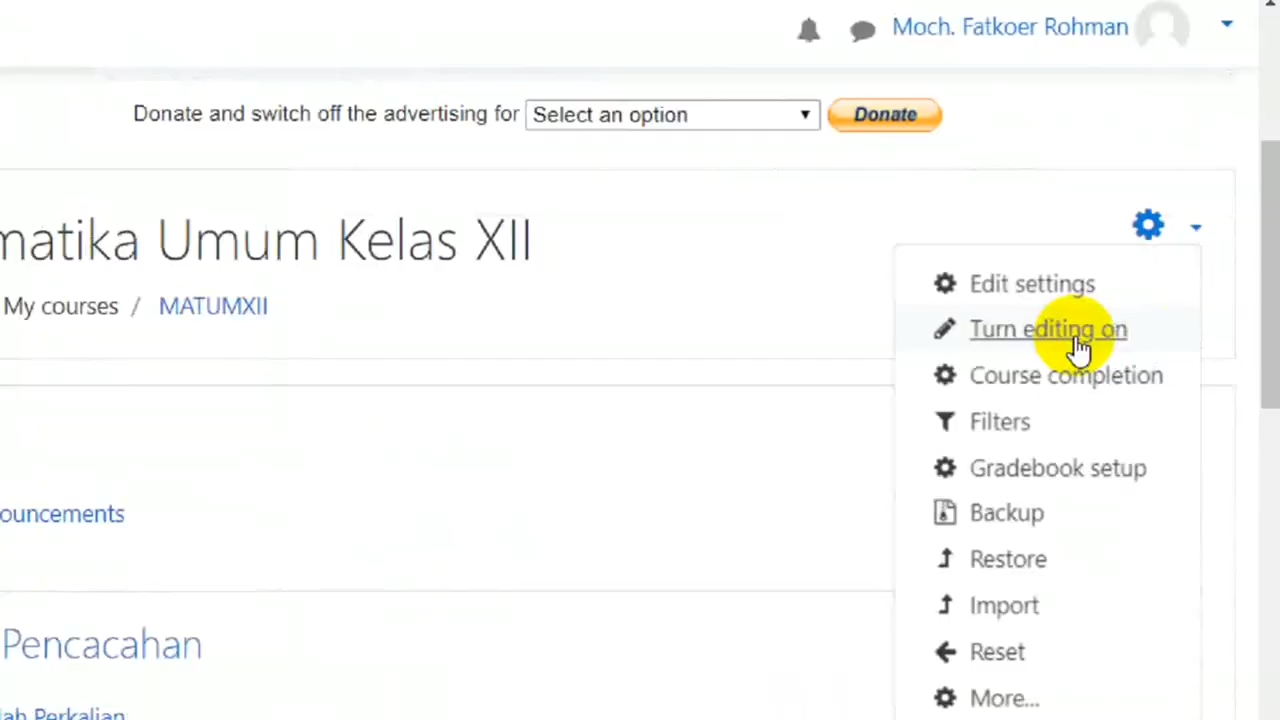 Moch. Fatkoer Rohman
Donate and switch off the advertising for Select an option Donate
matika Umum Kelas XII
My courses / MATUMXII
Edit settings
Turn editing on
Course completion
Filters
Gradebook setup
Backup
Restore
Import
Reset
More...
ouncements
Pencacahan
lah Perkalian